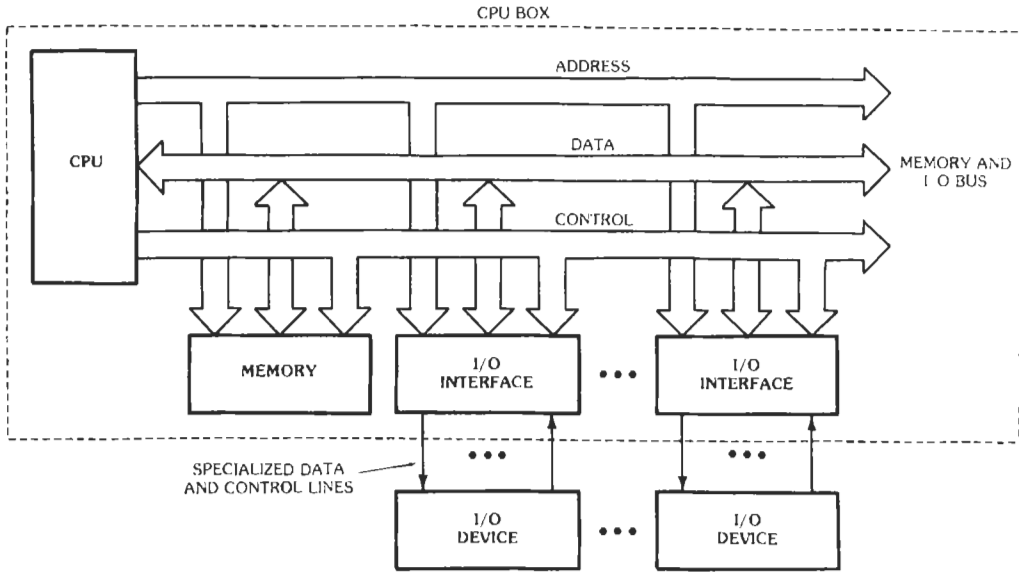 CPU BOX
ADDRESS
CPU
DATA
MEMORY AND
I O BUS
CONTROL
MEMORY
I/O
INTERFACE
I/O
INTERFACE
SPECIALIZED DATA
AND CONTROL LINES
I/O
DEVICE
I/O
DEVICE